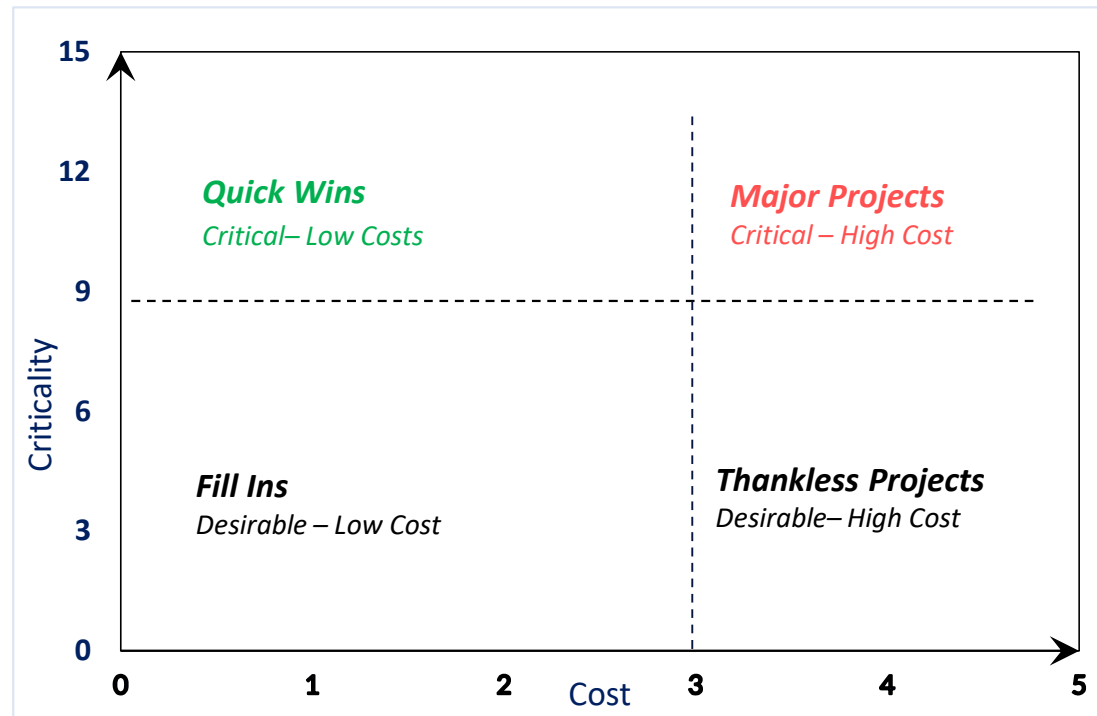 15
12
9
6
3
0
Criticality
Quick Wins
Critical– Low Costs
Major Projects
Critical – High Cost
Fill Ins
Desirable – Low Cost
Thankless Projects
Desirable– High Cost
0 1 2 3 4 5
Cost